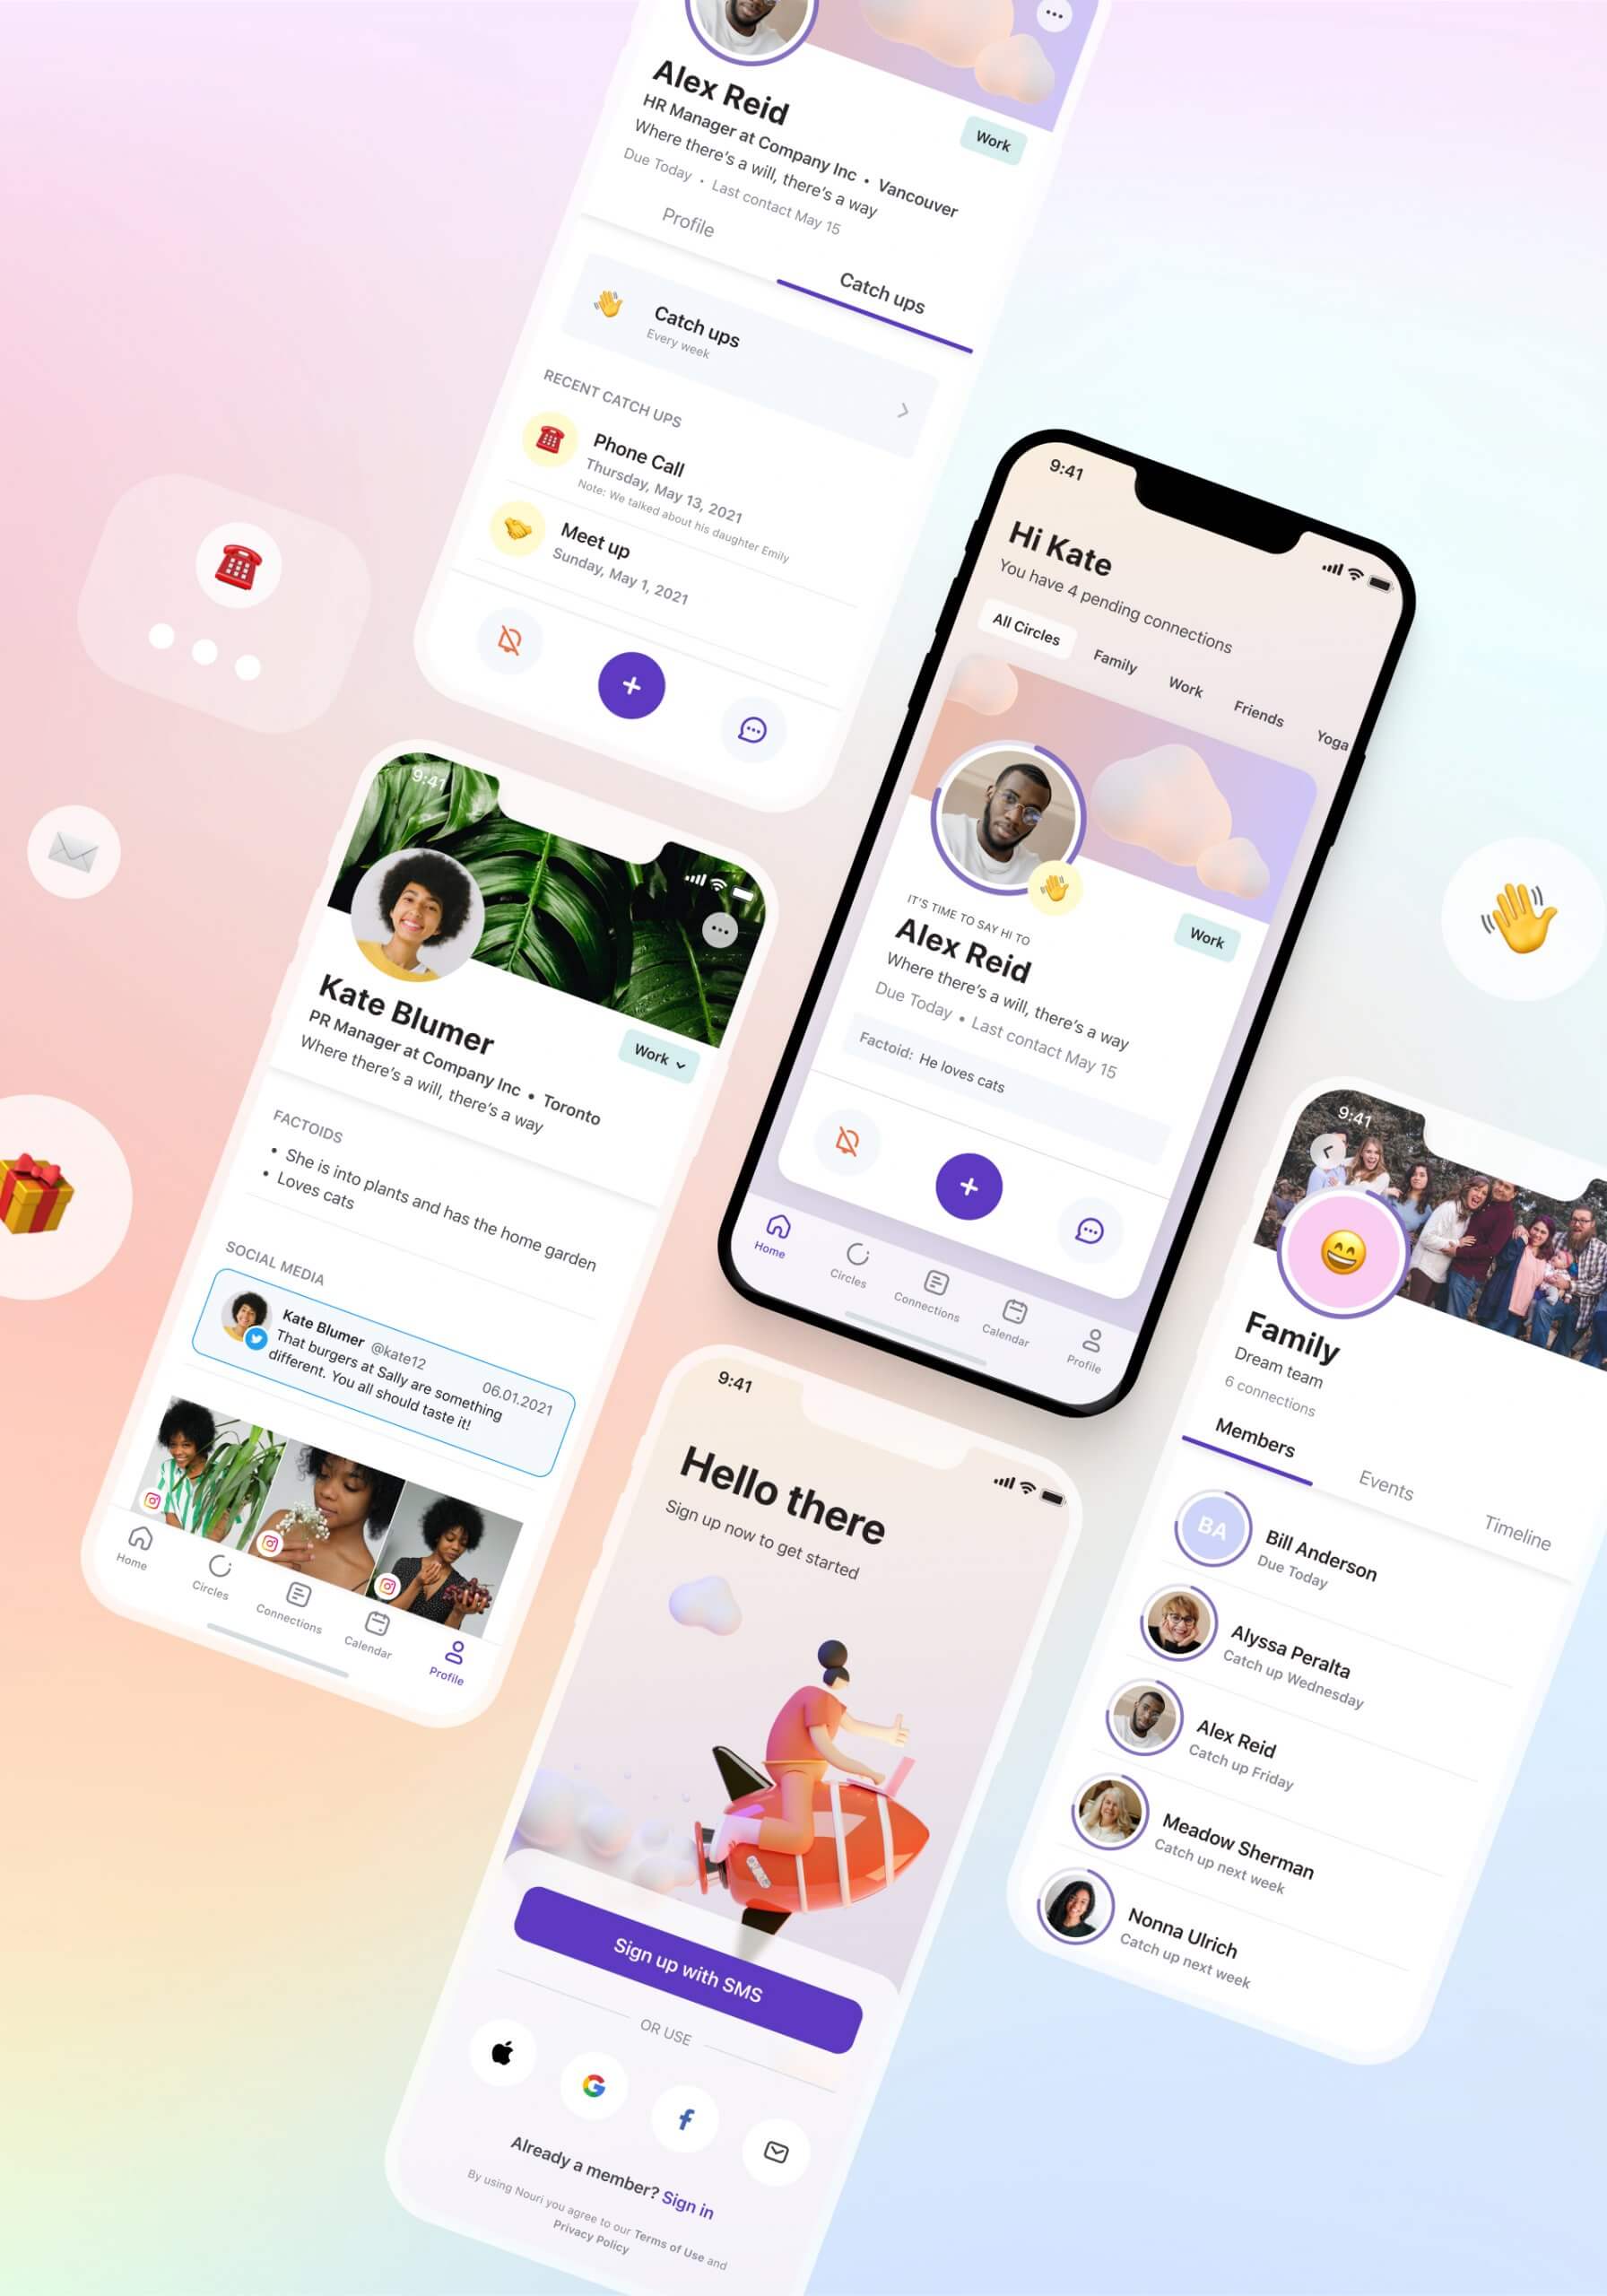 Alex Reid
HR Manager at Company Inc • Vancouver
Where there's a will, there's a way
Due Today • Last contact May 15
Work
Profile
Catch ups
Catch ups
Every week
RECENT CATCH UPS
Phone Call
Thursday, May 13, 2021
Note: We talked about his daughter Emily
Meet up
Sunday, May 1, 2021
9:41
Hi Kate
You have 4 pending connections
All Circles
Family
Work
Friends
Yoga
IT'S TIME TO SAY HI TO
Alex Reid
Work
Where there's a will, there's a way
Due Today • Last contact May 15
Factoid: He loves cats
Home
Circles
Connections
Calendar
Profile
9:41
Kate Blumer
PR Manager at Company Inc • Toronto
Where there's a will, there's a way
Work
FACTOIDS
• She is into plants and has the home garden
• Loves cats
SOCIAL MEDIA
Kate Blumer @kate12
06.01.2021
That burgers at Sally are something
different. You all should taste it!
Home
Circles
Connections
Calendar
Profile
9:41
Hello there
Sign up now to get started
Sign up with SMS
OR USE
Already a member? Sign in
By using Nouri you agree to our Terms of Use and
Privacy Policy
9:41
Family
Dream team
6 connections
Members
Events
Timeline
BA
Bill Anderson
Due Today
Alyssa Peralta
Catch up Wednesday
Alex Reid
Catch up Friday
Meadow Sherman
Catch up next week
Nonna Ulrich
Catch up next week